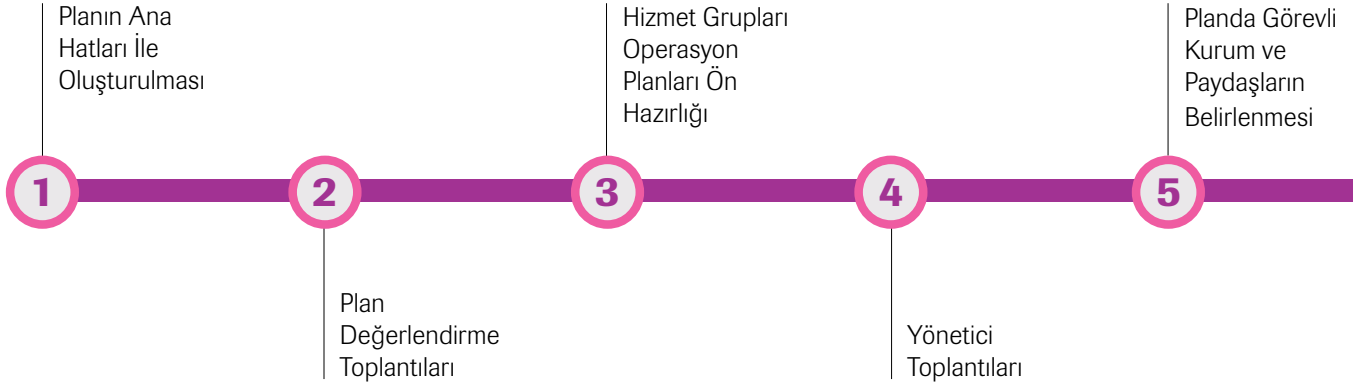 Planın Ana
Hatları İle
Oluşturulması
Hizmet Grupları
Operasyon
Planları Ön
Hazırlığı
Planda Görevli
Kurum ve
Paydaşların
Belirlenmesi
1
2
3
4
5
Plan
Değerlendirme
Toplantıları
Yönetici
Toplantıları